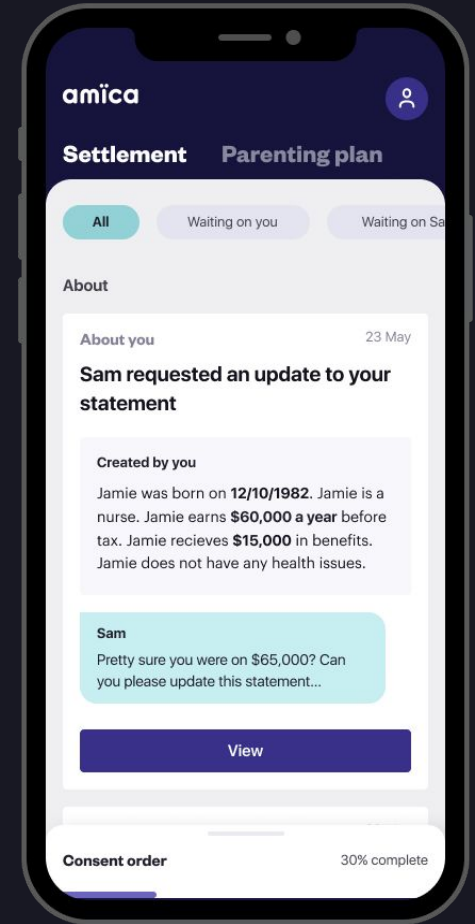 amïca
Settlement Parenting plan
All Waiting on you Waiting on Sa
About
About you 23 May
Sam requested an update to your
statement
Created by you
Jamie was born on 12/10/1982. Jamie is a
nurse. Jamie earns $60,000 a year before
tax. Jamie recieves $15,000 in benefits.
Jamie does not have any health issues.
Sam
Pretty sure you were on $65,000? Can
you please update this statement...
View
Consent order 30% complete